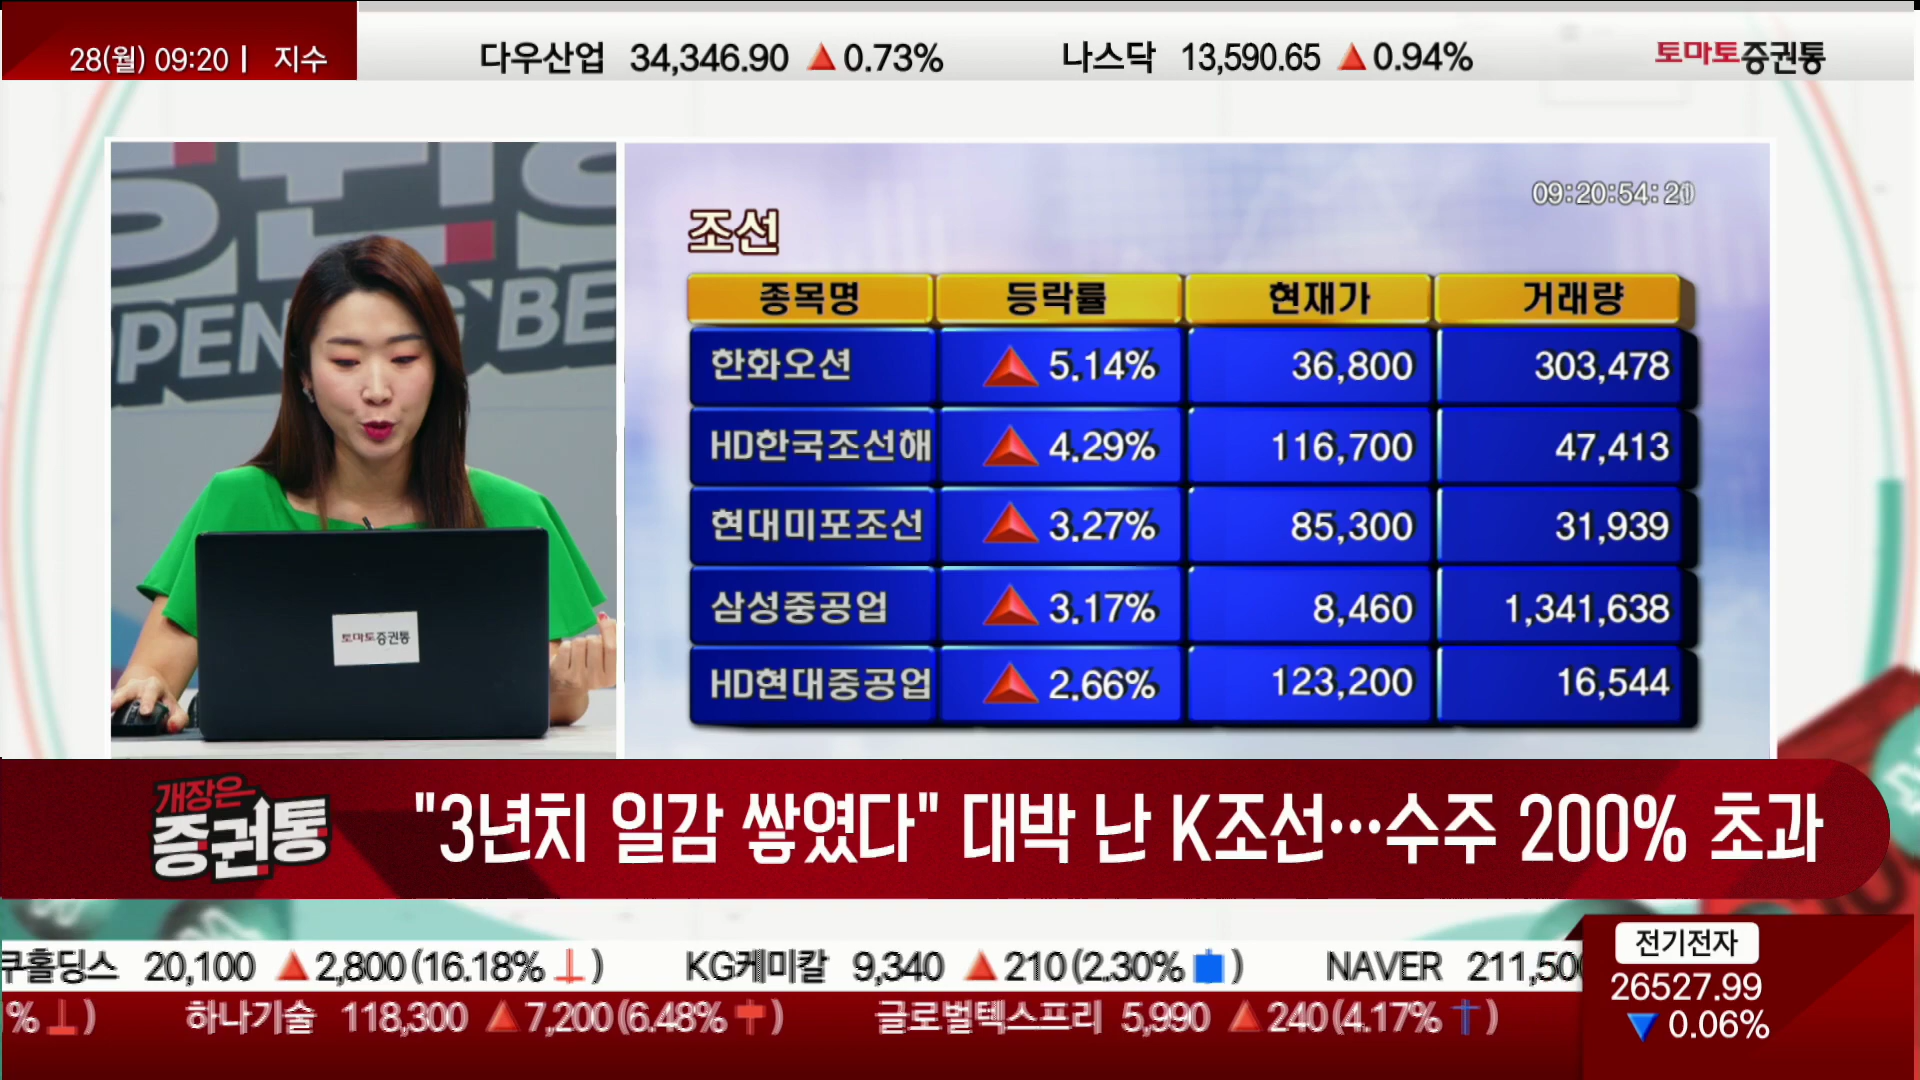 28(월) 09:20 | 지수
다우산업 34,346.90 ▲ 0.73% 나스닥 13,590.65 ▲ 0.94%
토마토증권통
OPEN BE
09:20:54:20
조선
종목명 등락률 현재가 거래량
한화오션 ▲ 5.14% 36,800 303,478
HD한국조선해 ▲ 4.29% 116,700 47,413
현대미포조선 ▲ 3.27% 85,300 31,939
삼성중공업 ▲ 3.17% 8,460 1,341,638
HD현대중공업 ▲ 2.66% 123,200 16,544
토마토증권통
개장은
증권통
"3년치 일감 쌓였다" 대박 난 K조선…수주 200% 초과
쿠홀딩스 20,100 ▲ 2,800 (16.18% ) KG케미칼 9,340 ▲ 210 (2.30% ) NAVER 211,50
% ) 하나기술 118,300 ▲ 7,200 (6.48% ) 글로벌텍스프리 5,990 ▲ 240 (4.17% )
전기전자
26527.99
▼ 0.06%